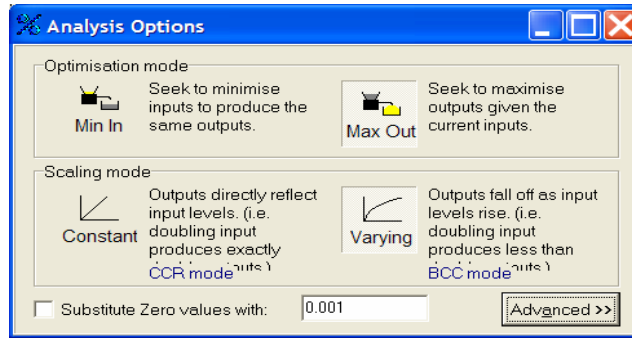 Analysis Options
Optimisation mode
Min In
Seek to minimise
inputs to produce the
same outputs.
Max Out
Seek to maximise
outputs given the
current inputs.
Scaling mode
Constant
Outputs directly reflect
input levels. (i.e.
doubling input
produces exactly
CCR mode
Varying
Outputs fall off as input
levels rise. (i.e.
doubling input
produces less than
BCC mode
Substitute Zero values with:
0.001
Advanced >>